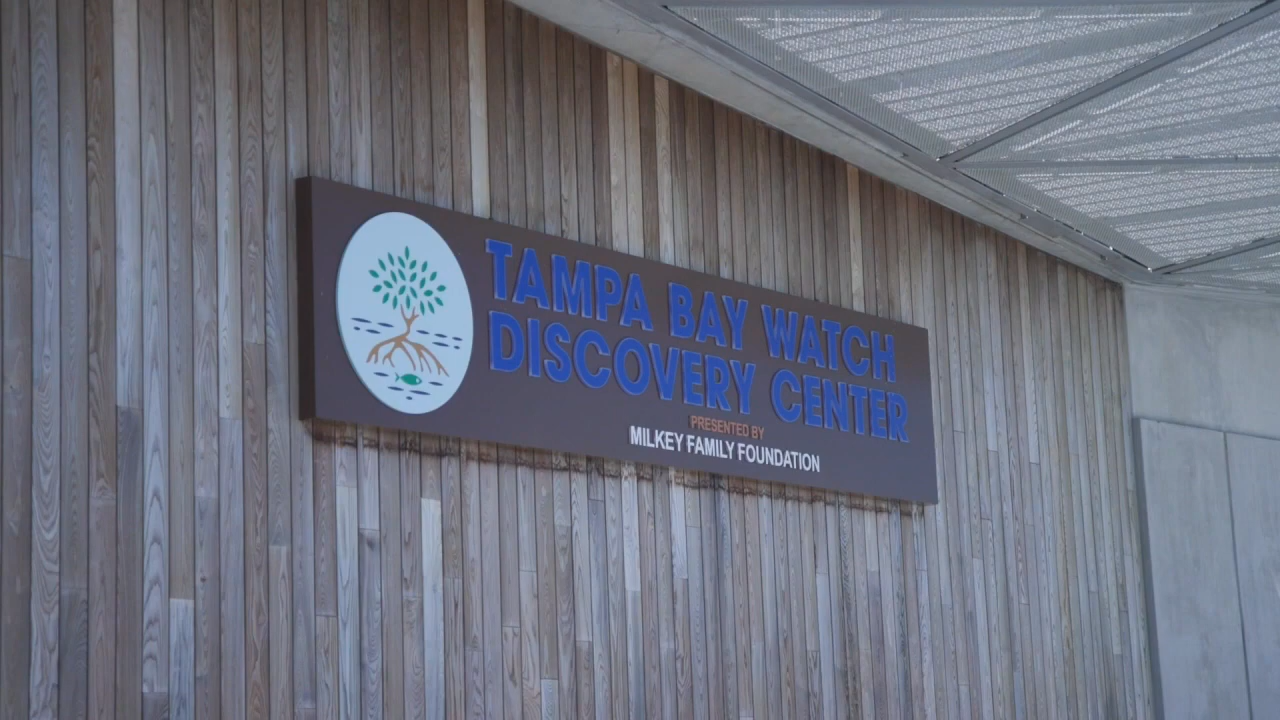 TAMPA BAY WATCH
DISCOVERY CENTER
PRESENTED BY
MILKEY FAMILY FOUNDATION